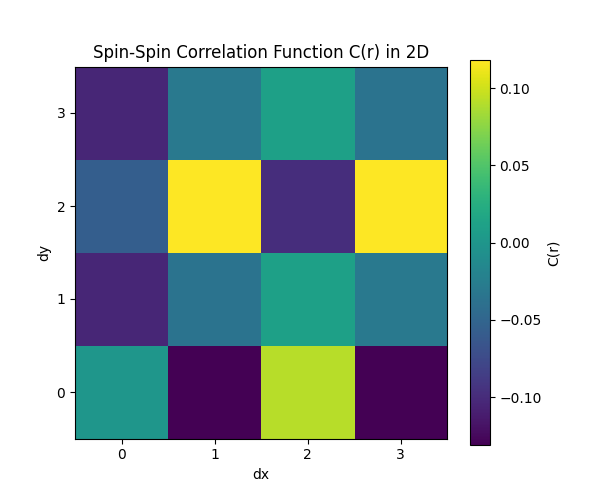 Spin-Spin Correlation Function C(r) in 2D
3
2
1
0
dy
0 1 2 3
dx
0.10
0.05
0.00
−0.05
−0.10
C(r)